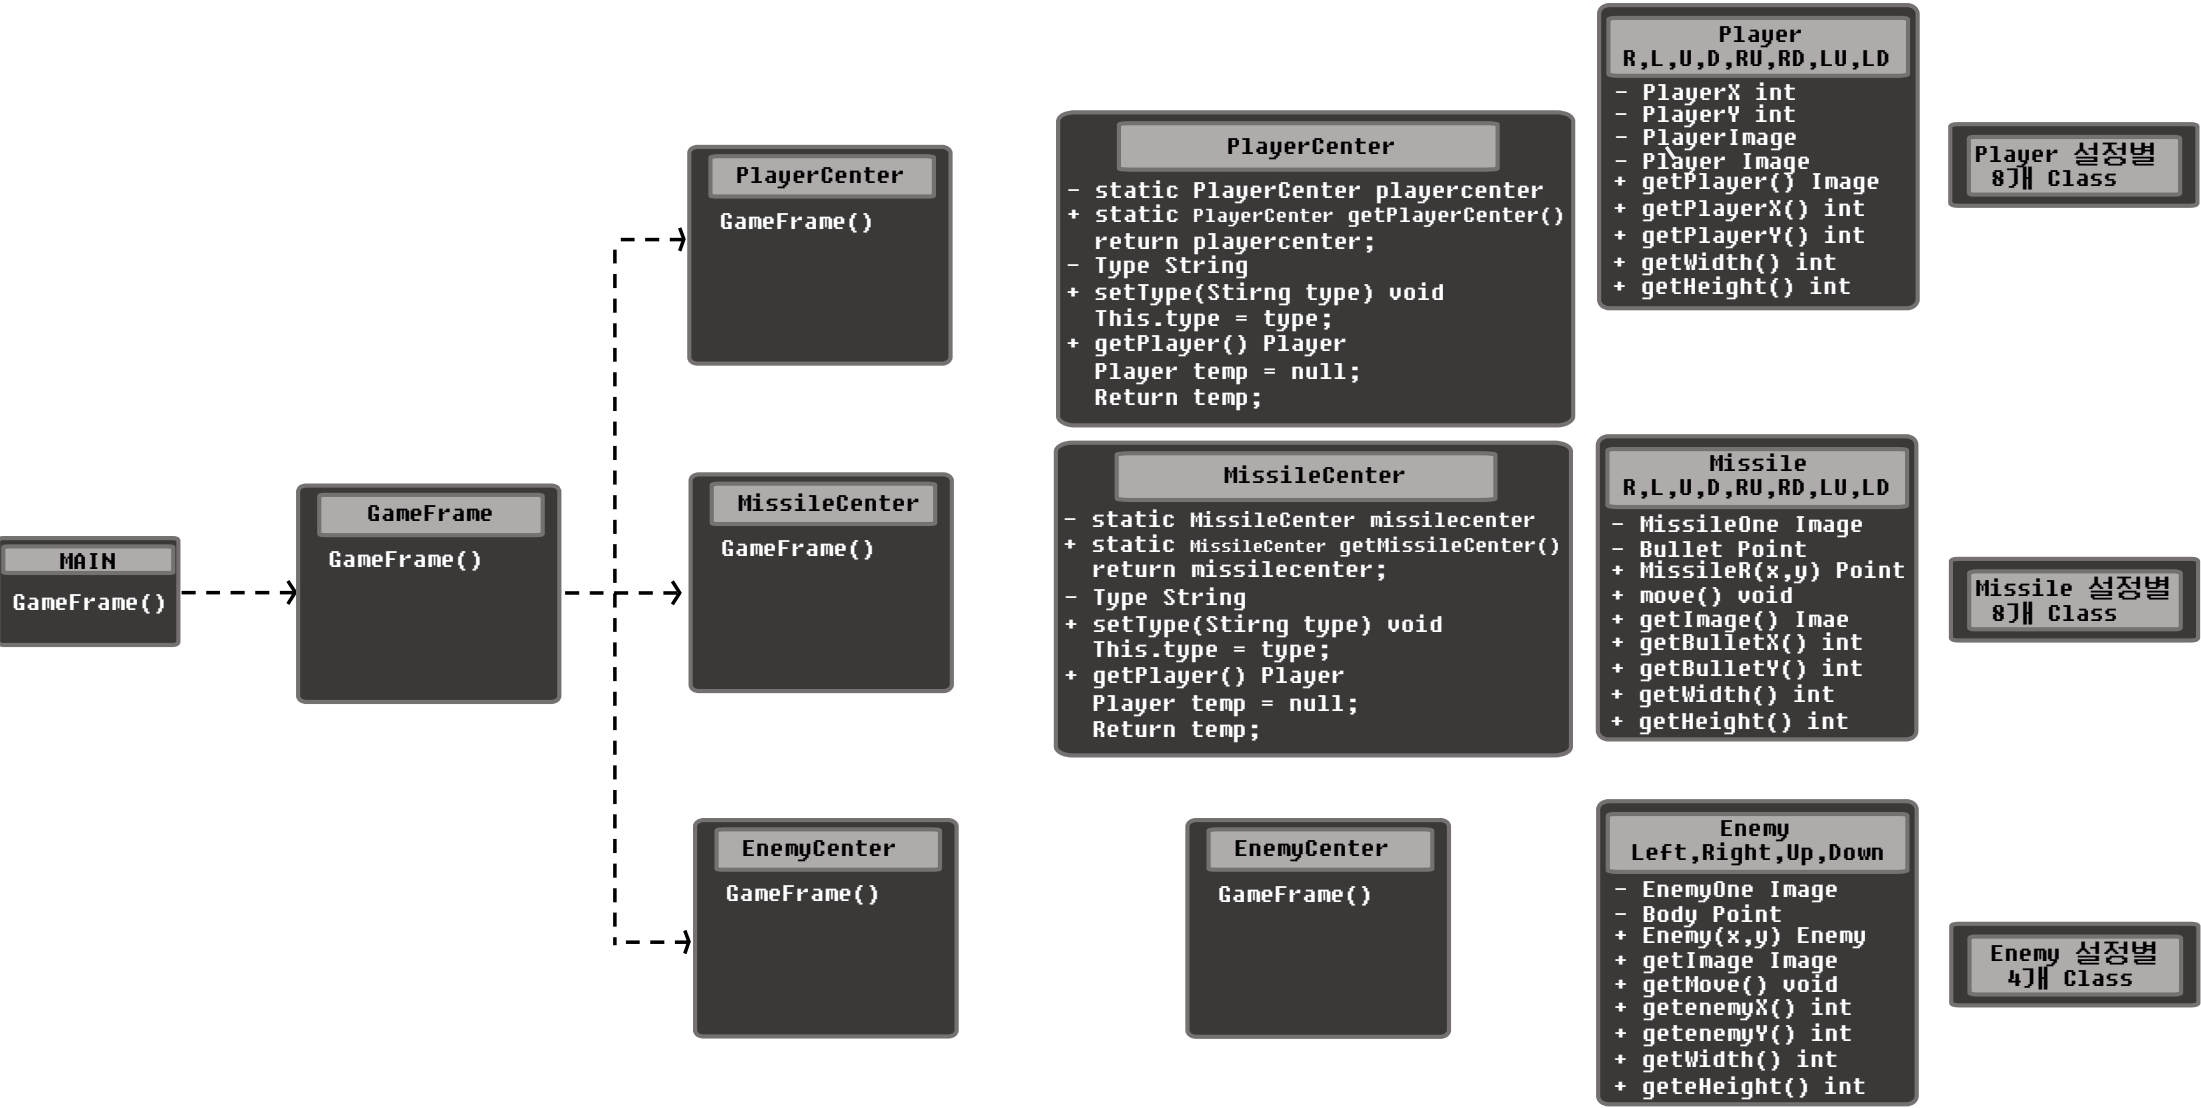 MAIN
GameFrame()
GameFrame
GameFrame()
PlayerCenter
GameFrame()
MissileCenter
GameFrame()
EnemyCenter
GameFrame()
PlayerCenter
- static PlayerCenter playercenter
+ static PlayerCenter getPlayerCenter()
return playercenter;
- Type String
+ setType(Stirng type) void
This.type = type;
+ getPlayer() Player
Player temp = null;
Return temp;
MissileCenter
- static MissileCenter missilecenter
+ static MissileCenter getMissileCenter()
return missilecenter;
- Type String
+ setType(Stirng type) void
This.type = type;
+ getPlayer() Player
Player temp = null;
Return temp;
EnemyCenter
GameFrame()
Player
R,L,U,D,RU,RD,LU,LD
- PlayerX int
- PlayerY int
- PlayerImage
- Player Image
+ getPlayer() Image
+ getPlayerX() int
+ getPlayerY() int
+ getWidth() int
+ getHeight() int
Missile
R,L,U,D,RU,RD,LU,LD
- MissileOne Image
- Bullet Point
+ MissileR(x,y) Point
+ move() void
+ getImage() Imae
+ getBulletX() int
+ getBulletY() int
+ getWidth() int
+ getHeight() int
Enemy
Left,Right,Up,Down
- EnemyOne Image
- Body Point
+ Enemy(x,y) Enemy
+ getImage Image
+ getMove() void
+ getenemyX() int
+ getenemyY() int
+ getWidth() int
+ geteHeight() int
Player 설정별
8개 Class
Missile 설정별
8개 Class
Enemy 설정별
4개 Class